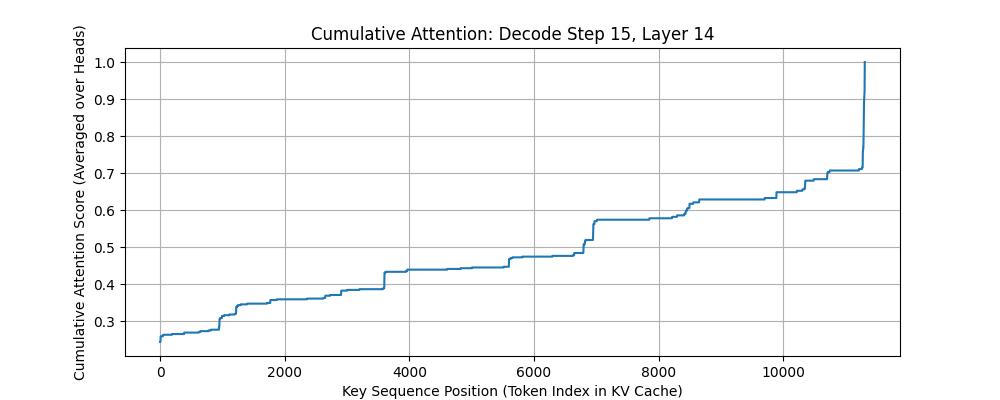 Cumulative Attention: Decode Step 15, Layer 14
Cumulative Attention Score (Averaged over Heads)
1.0
0.9
0.8
0.7
0.6
0.5
0.4
0.3
0 2000 4000 6000 8000 10000
Key Sequence Position (Token Index in KV Cache)